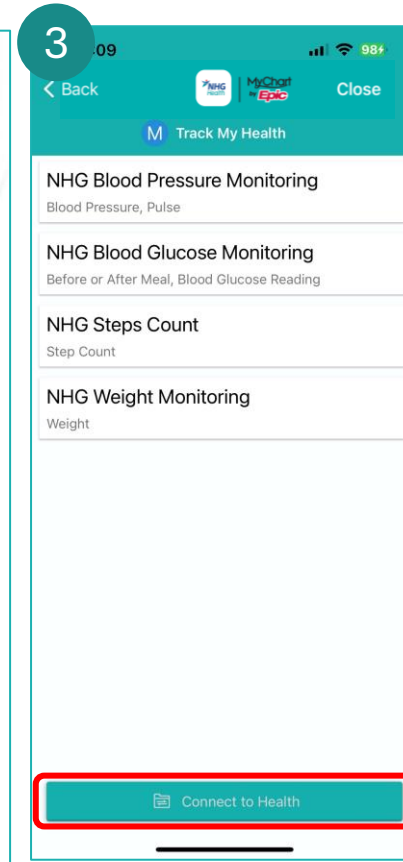 3
:09
98
Back
NHG
Health
MyChart
by Epic
Close
M Track My Health
NHG Blood Pressure Monitoring
Blood Pressure, Pulse
NHG Blood Glucose Monitoring
Before or After Meal, Blood Glucose Reading
NHG Steps Count
Step Count
NHG Weight Monitoring
Weight
Connect to Health